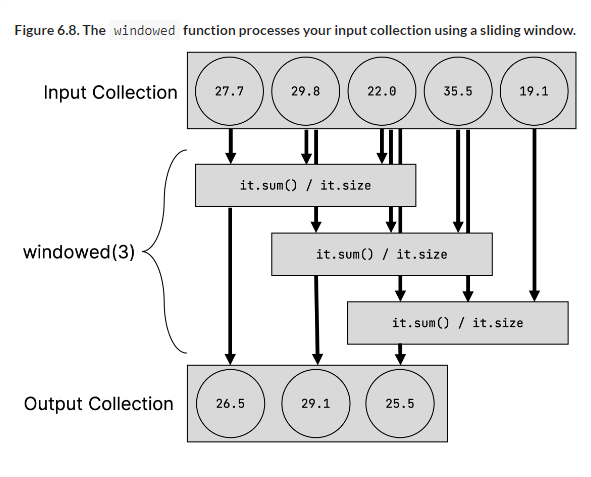 Figure 6.8. The windowed function processes your input collection using a sliding window.
Input Collection
27.7 29.8 22.0 35.5 19.1
it.sum() / it.size
windowed(3)
it.sum() / it.size
it.sum() / it.size
Output Collection
26.5 29.1 25.5